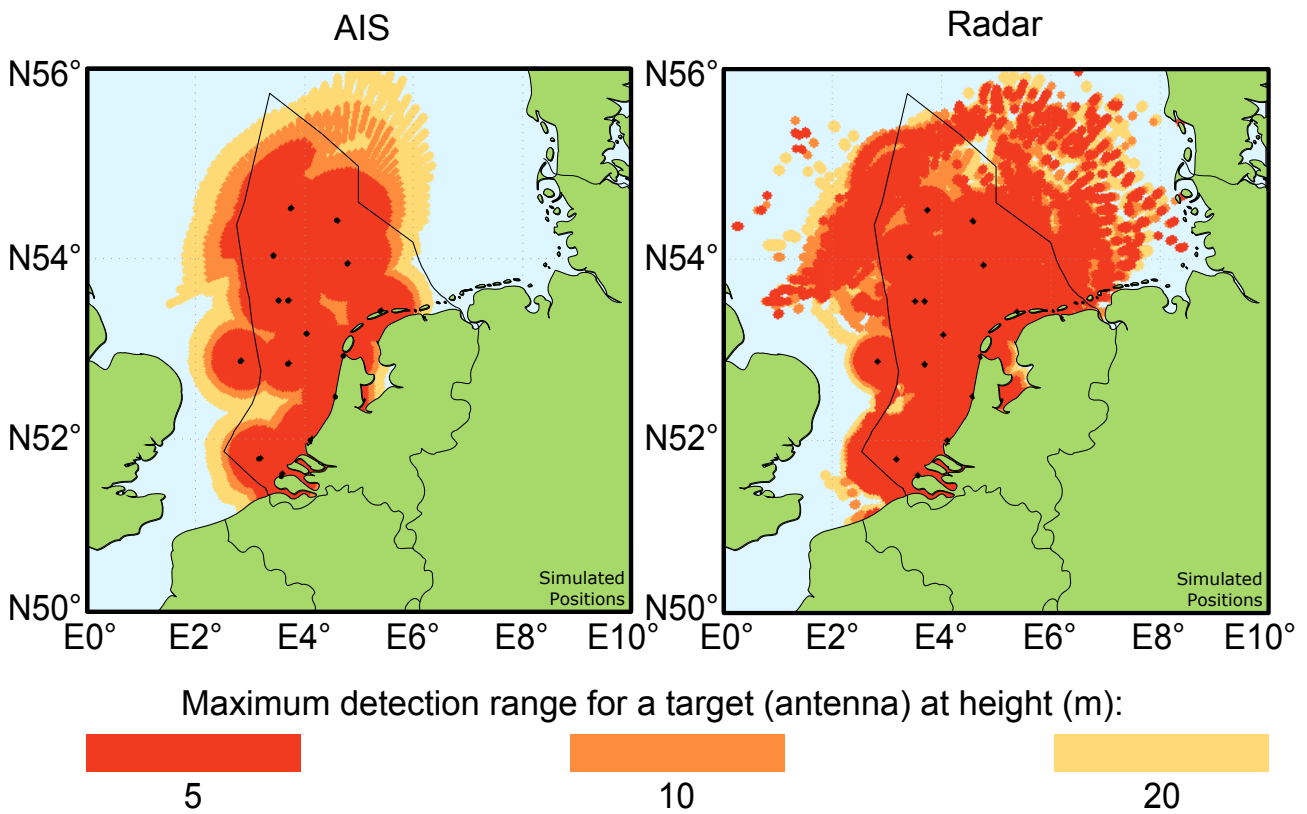 AIS
Radar
N56°
N54°
N52°
N50°
E0°
E2°
E4°
E6°
E8°
E10°
Simulated
Positions
N56°
N54°
N52°
N50°
E0°
E2°
E4°
E6°
E8°
E10°
Simulated
Positions
Maximum detection range for a target (antenna) at height (m):
5
10
20